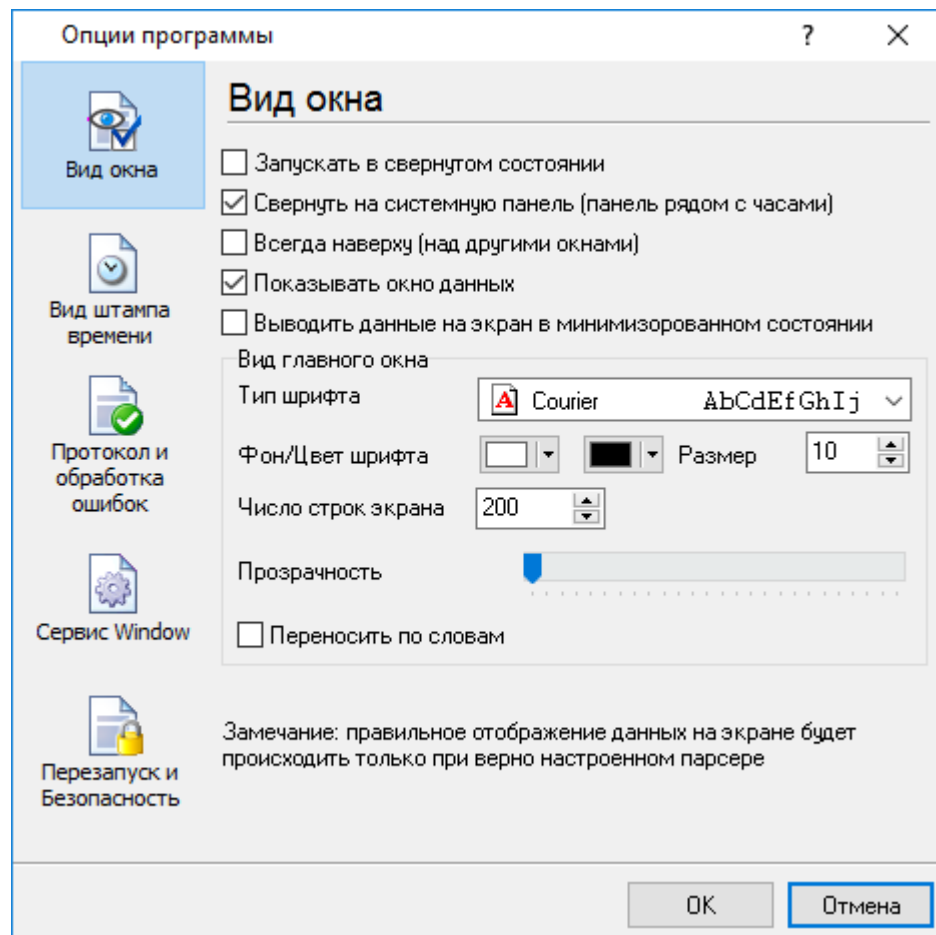 Опции программы
?
Вид окна
Вид окна
Запускать в свернутом состоянии
Свернуть на системную панель (панель рядом с часами)
Всегда наверху (над другими окнами)
Показывать окно данных
Выводить данные на экран в минимизорованном состоянии
Вид штампа
времени
Протокол и
обработка
ошибок
Сервис Window
Перезапуск и
Безопасность
Вид главного окна
Тип шрифта
A Courier AbCdEfGhIj
Фон/Цвет шрифта
Размер 10
Число строк экрана 200
Прозрачность
Переносить по словам
Замечание: правильное отображение данных на экране будет
происходить только при верно настроенном парсере
OK
Отмена